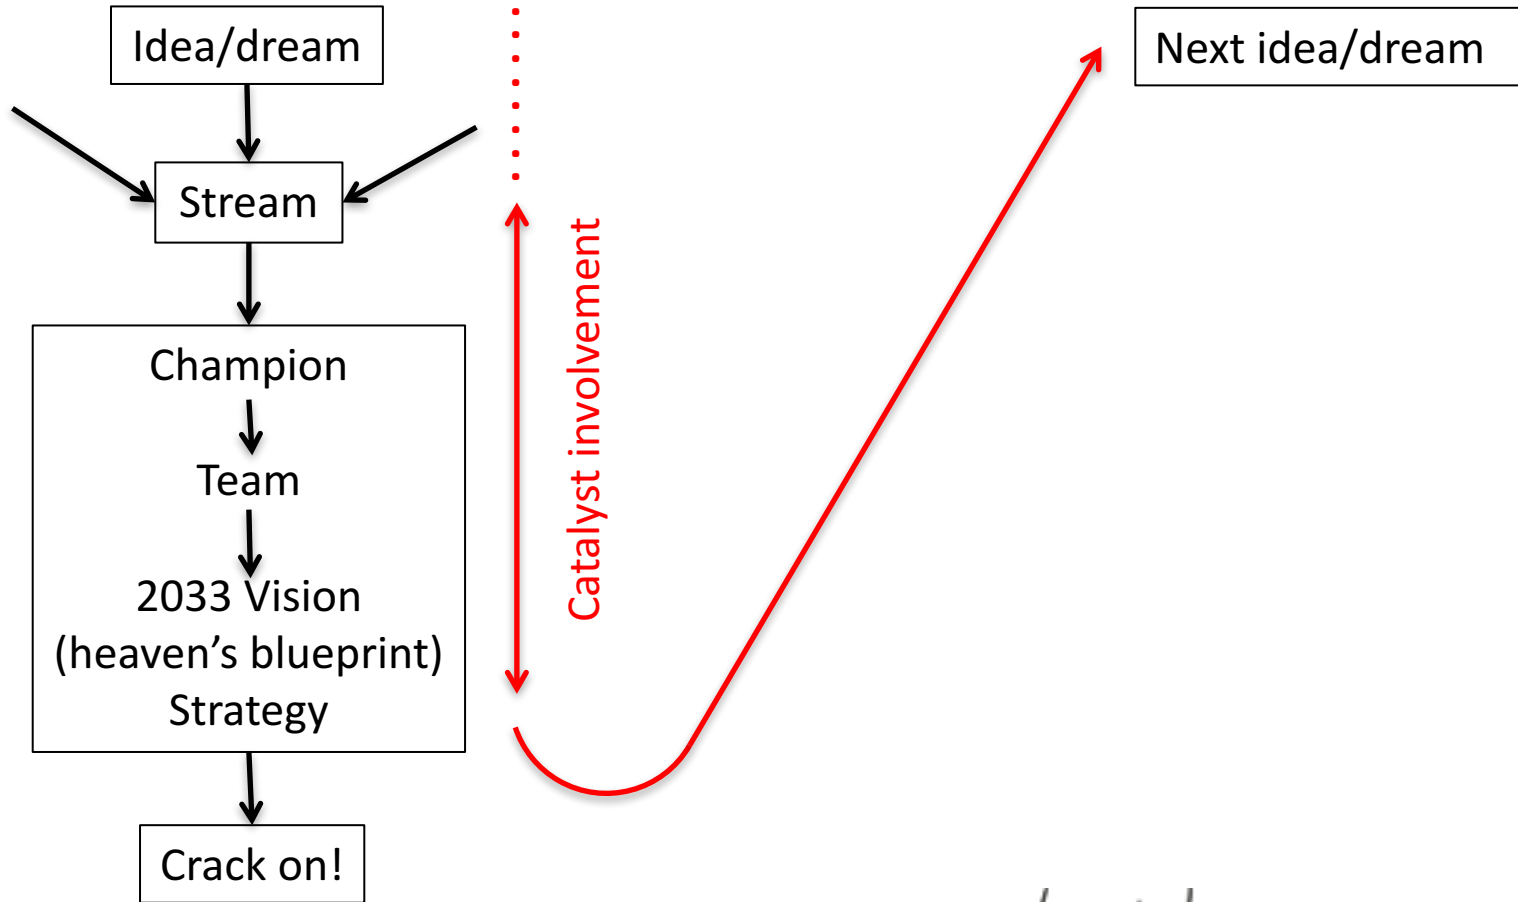 Idea/dream
Next idea/dream
Stream
Catalyst involvement
Champion
Team
2033 Vision
(heaven’s blueprint)
Strategy
Crack on!